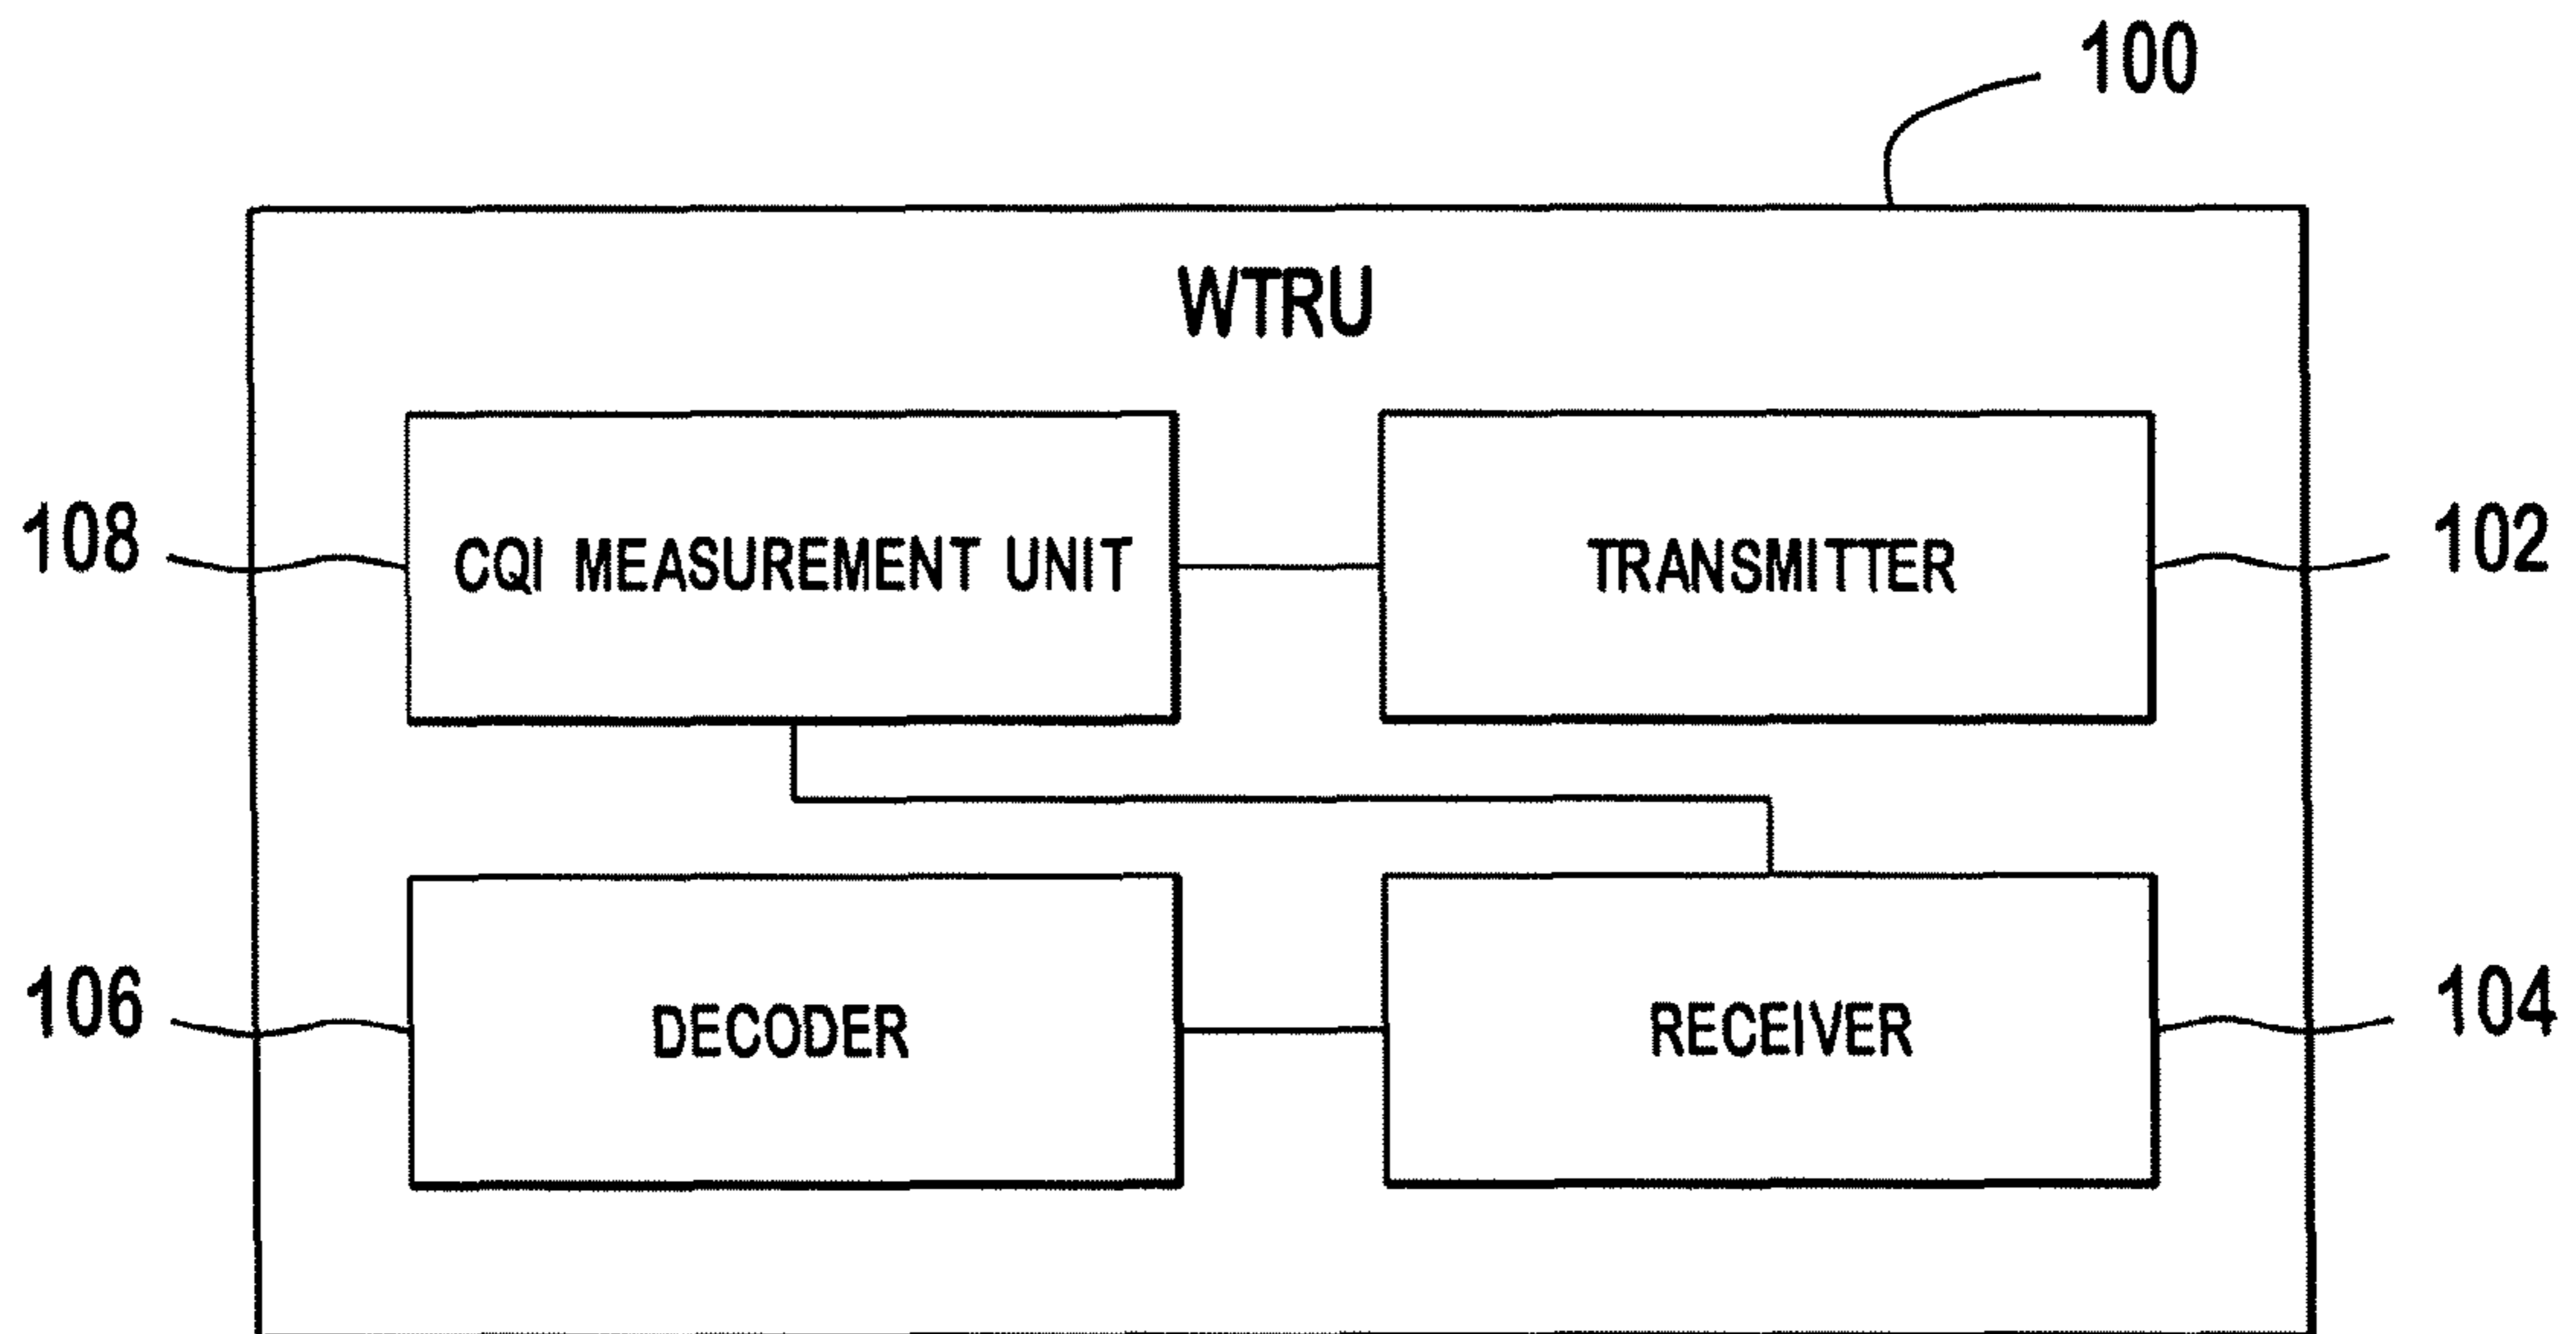 100
WTRU
108
CQI MEASUREMENT UNIT
TRANSMITTER
102
106
DECODER
RECEIVER
104